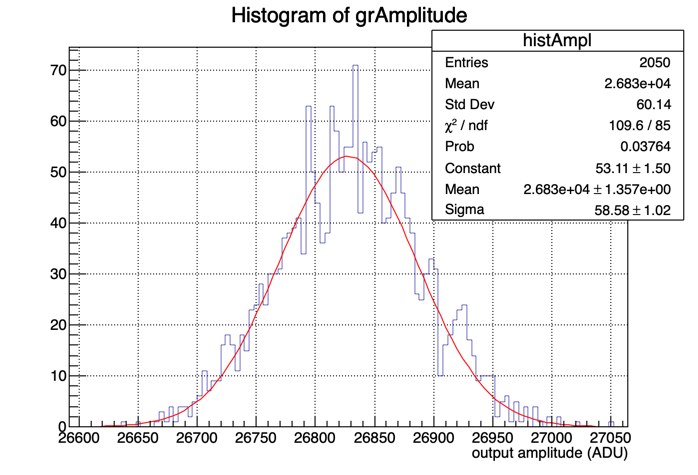 Histogram of grAmplitude
histAmpl
Entries 2050
Mean 2.683e+04
Std Dev 60.14
χ² / ndf 109.6 / 85
Prob 0.03764
Constant 53.11 ± 1.50
Mean 2.683e+04 ± 1.357e+00
Sigma 58.58 ± 1.02
70
60
50
40
30
20
10
0
26600 26650 26700 26750 26800 26850 26900 26950 27000 27050
output amplitude (ADU)